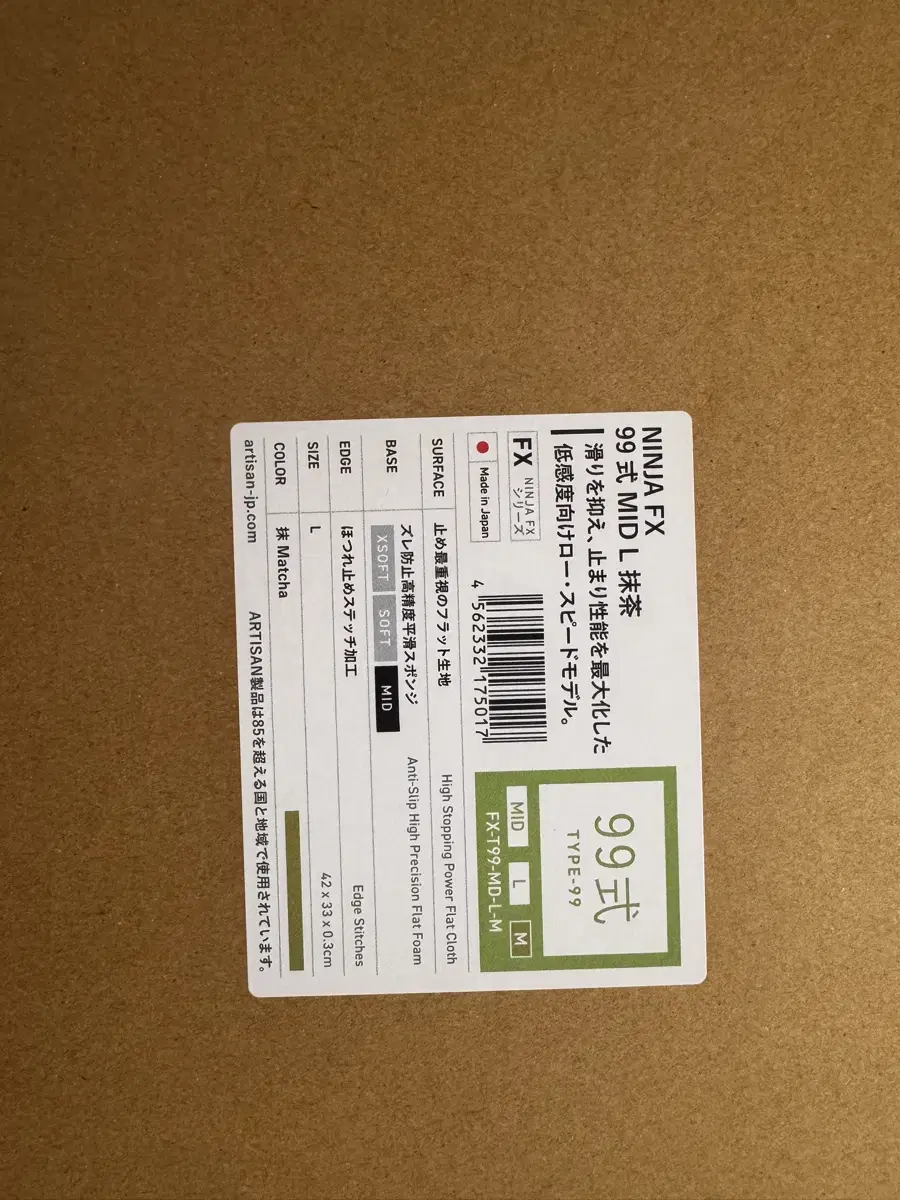 NINJA FX
99 式 MID L 抹茶
滑りを抑え、止まり性能を最大化した
低感度向けロー・スピードモデル。
FX NINJA FX
シリーズ
Made in Japan
4 562332 175017
99式
TYPE-99
MID L M
FX-T99-MD-L-M
SURFACE 止め最重視のフラット生地 High Stopping Power Flat Cloth
BASE ズレ防止高精度平滑スポンジ Anti-Slip High Precision Flat Foam
XSOFT SOFT MID
EDGE ほつれ止めステッチ加工 Edge Stitches
SIZE L 42 x 33 x 0.3cm
COLOR 抹 Matcha
artisan-jp.com ARTISAN製品は85を超える国と地域で使用されています。